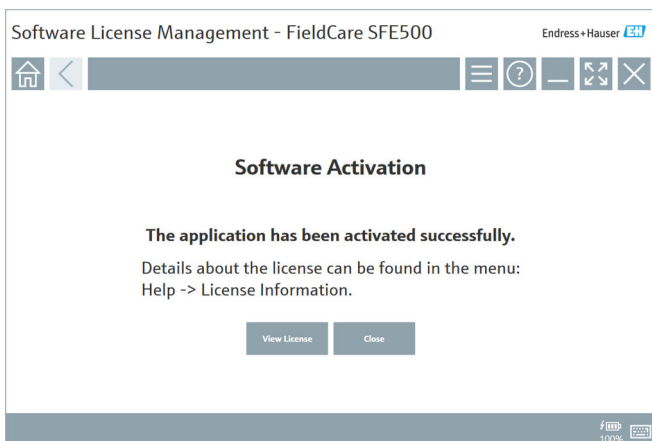 Software License Management - FieldCare SFE500
Endress+Hauser EH
?
Software Activation
The application has been activated successfully.
Details about the license can be found in the menu:
Help -> License Information.
View License Close
100%